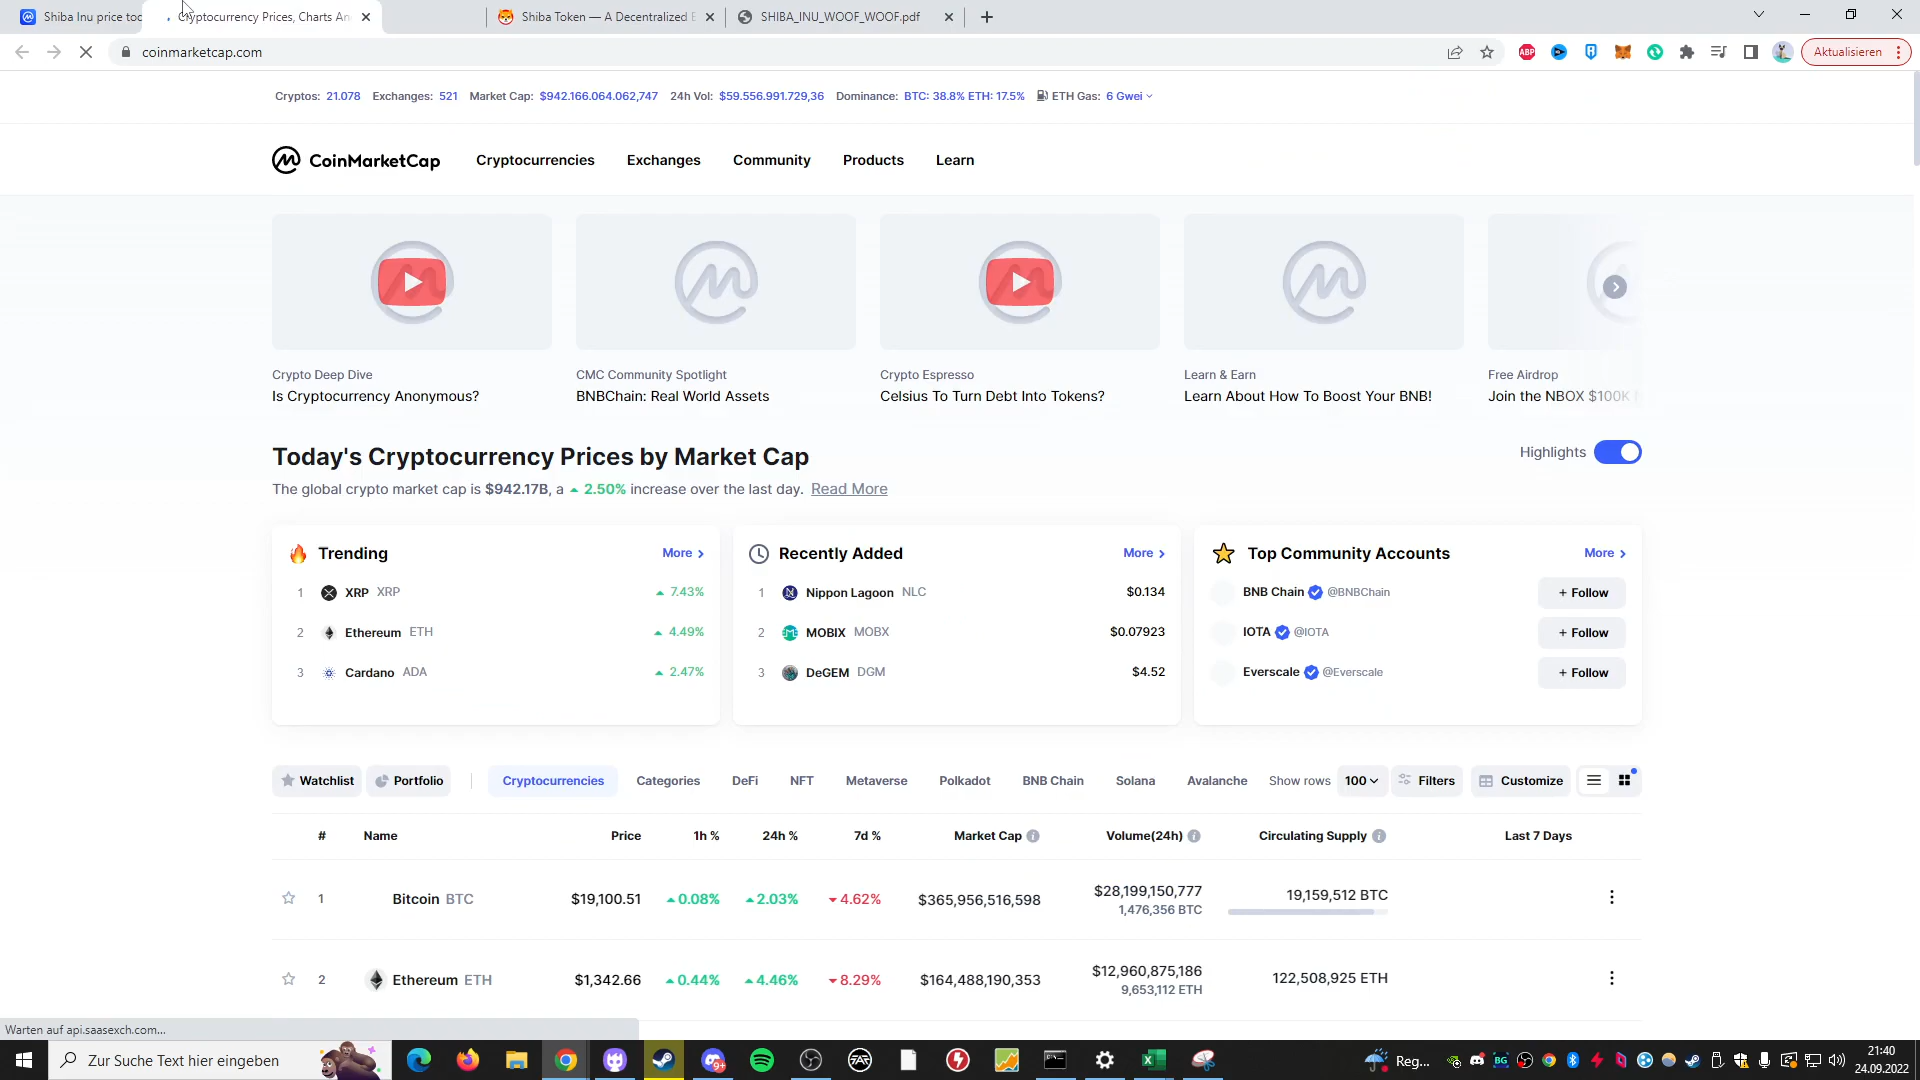 Shiba Inu price tod
Cryptocurrency Prices, Charts An
Shiba Token — A Decentralized E
SHIBA_INU_WOOF_WOOF.pdf
coinmarketcap.com
ABP
Aktualisieren
Cryptos: 21.078 Exchanges: 521 Market Cap: $942.166.064.062,747 24h Vol: $59.556.991.729,36 Dominance: BTC: 38.8% ETH: 17.5% ETH Gas: 6 Gwei
CoinMarketCap
Cryptocurrencies Exchanges Community Products Learn
Crypto Deep Dive
Is Cryptocurrency Anonymous?
CMC Community Spotlight
BNBChain: Real World Assets
Crypto Espresso
Celsius To Turn Debt Into Tokens?
Learn & Earn
Learn About How To Boost Your BNB!
Free Airdrop
Join the NBOX $100K
Today's Cryptocurrency Prices by Market Cap
Highlights
The global crypto market cap is $942.17B, a 2.50% increase over the last day. Read More
Trending More
1 XRP XRP 7.43%
2 Ethereum ETH 4.49%
3 Cardano ADA 2.47%
Recently Added More
1 Nippon Lagoon NLC $0.134
2 MOBIX MOBX $0.07923
3 DeGEM DGM $4.52
Top Community Accounts More
BNB Chain @BNBChain + Follow
IOTA @IOTA + Follow
Everscale @Everscale + Follow
Watchlist Portfolio Cryptocurrencies Categories DeFi NFT Metaverse Polkadot BNB Chain Solana Avalanche Show rows 100 Filters Customize
# Name Price 1h % 24h % 7d % Market Cap Volume(24h) Circulating Supply Last 7 Days
1 Bitcoin BTC $19,100.51 0.08% 2.03% 4.62% $365,956,516,598 $28,199,150,777 19,159,512 BTC
1,476,356 BTC
2 Ethereum ETH $1,342.66 0.44% 4.46% 8.29% $164,488,190,353 $12,960,875,186 122,508,925 ETH
9,653,112 ETH
Warten auf api.saasexch.com...
Zur Suche Text hier eingeben
9+
Reg...
BG
21:40
24.09.2022